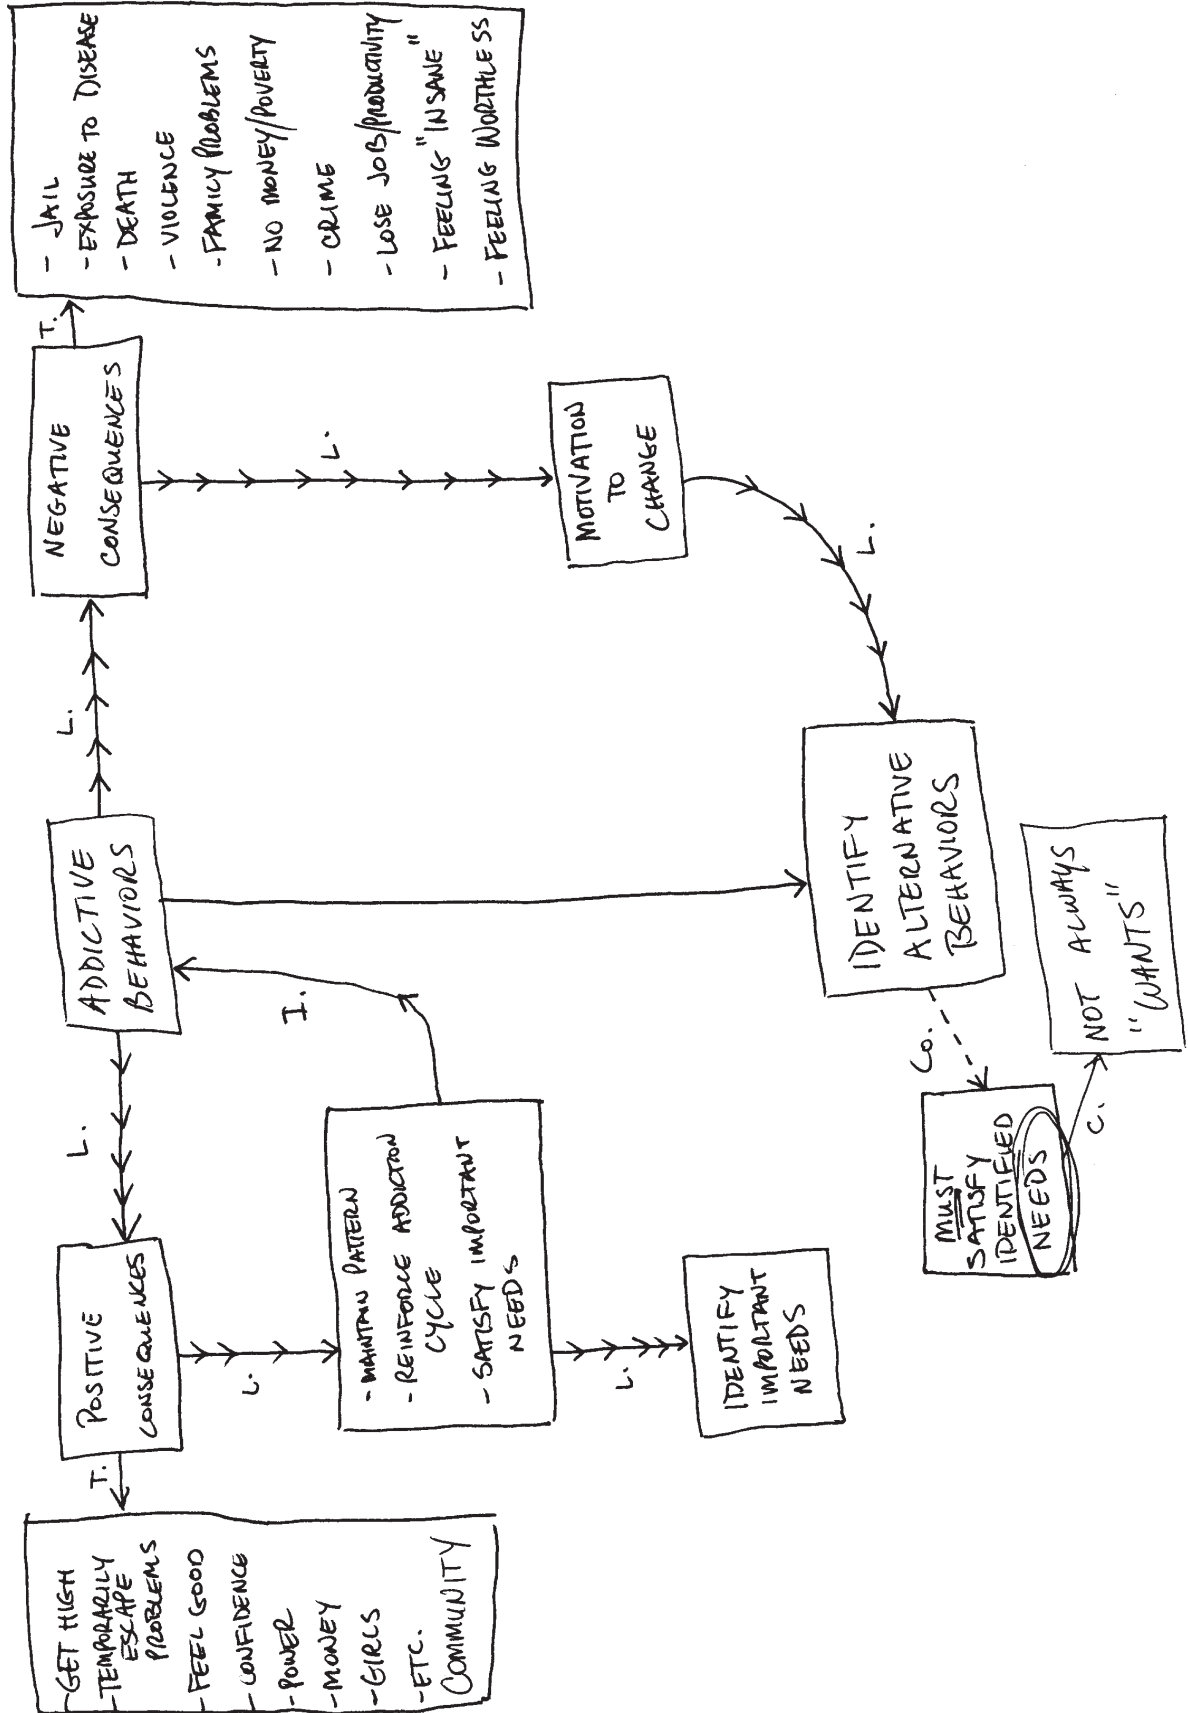 -GET HIGH
-TEMPORARILY
ESCAPE
PROBLEMS
-FEEL GOOD
-CONFIDENCE
-POWER
-MONEY
-GIRLS
-ETC.
COMMUNITY
T.
POSITIVE
CONSEQUENCES
L.
ADDICTIVE
BEHAVIORS
L.
NEGATIVE
CONSEQUENCES
T.
- JAIL
- EXPOSURE TO DISEASE
- DEATH
- VIOLENCE
- FAMILY PROBLEMS
- NO MONEY/POVERTY
- CRIME
- LOSE JOB/PRODUCTIVITY
- FEELING "INSANE"
- FEELING WORTHLESS
L.
- MAINTAIN PATTERN
- REINFORCE ADDICTION
CYCLE
- SATISFY IMPORTANT
NEEDS
I.
L.
MOTIVATION
TO
CHANGE
L.
IDENTIFY
IMPORTANT
NEEDS
L.
IDENTIFY
ALTERNATIVE
BEHAVIORS
Co.
MUST
SATISFY
IDENTIFIED
NEEDS
C.
NOT ALWAYS
"WANTS"